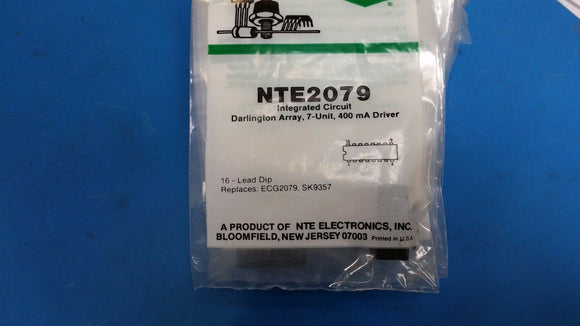 ®
NTE2079
Integrated Circuit
Darlington Array, 7-Unit, 400 mA Driver
16 - Lead Dip
Replaces: ECG2079, SK9357
A PRODUCT OF NTE ELECTRONICS, INC.
BLOOMFIELD, NEW JERSEY 07003 Printed in U.S.A.